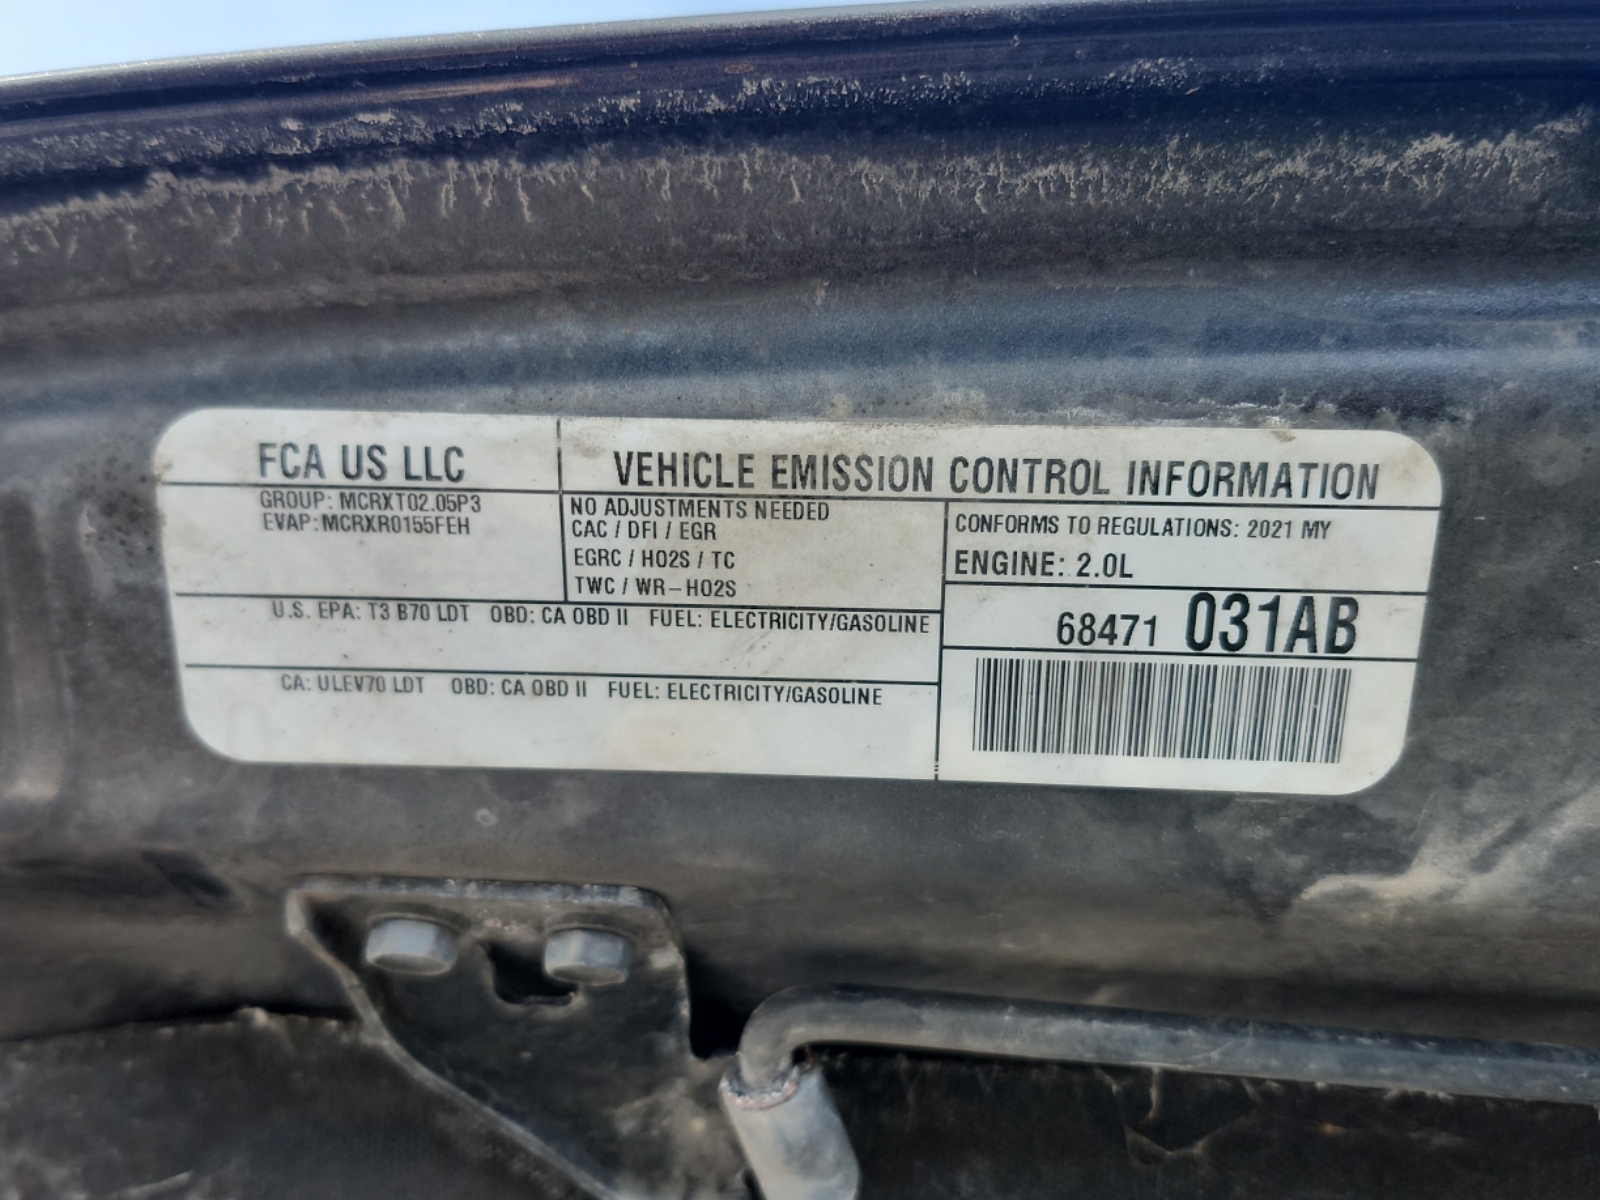 FCA US LLC
VEHICLE EMISSION CONTROL INFORMATION
GROUP: MCRXT02.05P3
EVAP: MCRXR0155FEH
NO ADJUSTMENTS NEEDED
CAC / DFI / EGR
EGRC / HO2S / TC
TWC / WR-HO2S
CONFORMS TO REGULATIONS: 2021 MY
ENGINE: 2.0L
U.S. EPA: T3 B70 LDT OBD: CA OBD II FUEL: ELECTRICITY/GASOLINE
68471 031AB
CA: ULEV70 LDT OBD: CA OBD II FUEL: ELECTRICITY/GASOLINE